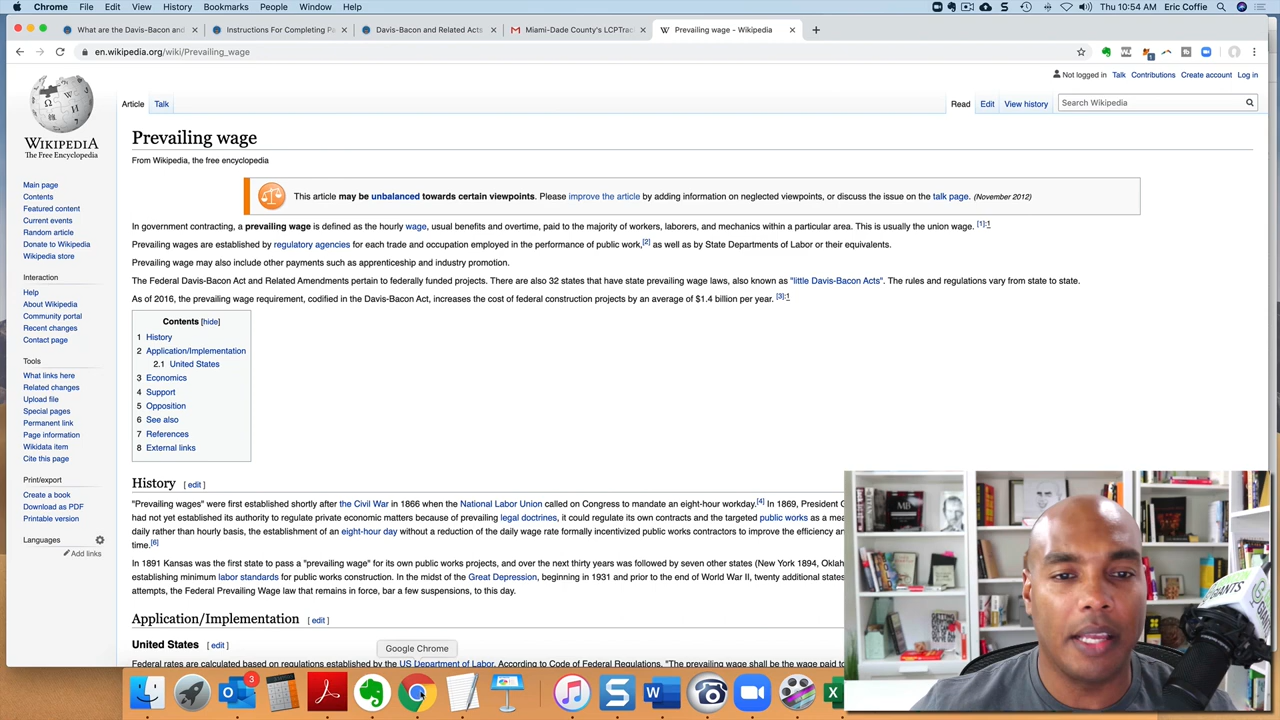 Chrome File Edit View History Bookmarks People Window Help
Thu 10:54 AM Eric Coffie
What are the Davis-Bacon and
Instructions For Completing Pa
Davis-Bacon and Related Acts
Miami-Dade County's LCPTrac
Prevailing wage - Wikipedia
en.wikipedia.org/wiki/Prevailing_wage
Not logged in Talk Contributions Create account Log in
Article Talk
Read Edit View history Search Wikipedia
WIKIPEDIA
The Free Encyclopedia
Main page
Contents
Featured content
Current events
Random article
Donate to Wikipedia
Wikipedia store
Interaction
Help
About Wikipedia
Community portal
Recent changes
Contact page
Tools
What links here
Related changes
Upload file
Special pages
Permanent link
Page information
Wikidata item
Cite this page
Print/export
Create a book
Download as PDF
Printable version
Languages
Add links
Prevailing wage
From Wikipedia, the free encyclopedia
This article may be unbalanced towards certain viewpoints. Please improve the article by adding information on neglected viewpoints, or discuss the issue on the talk page. (November 2012)
In government contracting, a prevailing wage is defined as the hourly wage, usual benefits and overtime, paid to the majority of workers, laborers, and mechanics within a particular area. This is usually the union wage. [1]:1
Prevailing wages are established by regulatory agencies for each trade and occupation employed in the performance of public work,[2] as well as by State Departments of Labor or their equivalents.
Prevailing wage may also include other payments such as apprenticeship and industry promotion.
The Federal Davis-Bacon Act and Related Amendments pertain to federally funded projects. There are also 32 states that have state prevailing wage laws, also known as "little Davis-Bacon Acts". The rules and regulations vary from state to state.
As of 2016, the prevailing wage requirement, codified in the Davis-Bacon Act, increases the cost of federal construction projects by an average of $1.4 billion per year. [3]:1
Contents [hide]
1 History
2 Application/Implementation
2.1 United States
3 Economics
4 Support
5 Opposition
6 See also
7 References
8 External links
History [ edit ]
"Prevailing wages" were first established shortly after the Civil War in 1866 when the National Labor Union called on Congress to mandate an eight-hour workday.[4] In 1869, President G
had not yet established its authority to regulate private economic matters because of prevailing legal doctrines, it could regulate its own contracts and the targeted public works as a mea
daily rather than hourly basis, the establishment of an eight-hour day without a reduction of the daily wage rate formally incentivized public works contractors to improve the efficiency an
time.[6]
In 1891 Kansas was the first state to pass a "prevailing wage" for its own public works projects, and over the next thirty years was followed by seven other states (New York 1894, Oklah
establishing minimum labor standards for public works construction. In the midst of the Great Depression, beginning in 1931 and prior to the end of World War II, twenty additional states
attempts, the Federal Prevailing Wage law that remains in force, bar a few suspensions, to this day.
Application/Implementation [ edit ]
United States [ edit ]
Federal rates are calculated based on regulations established by the US Department of Labor. According to Code of Federal Regulations, "The prevailing wage shall be the wage paid to
Google Chrome
3